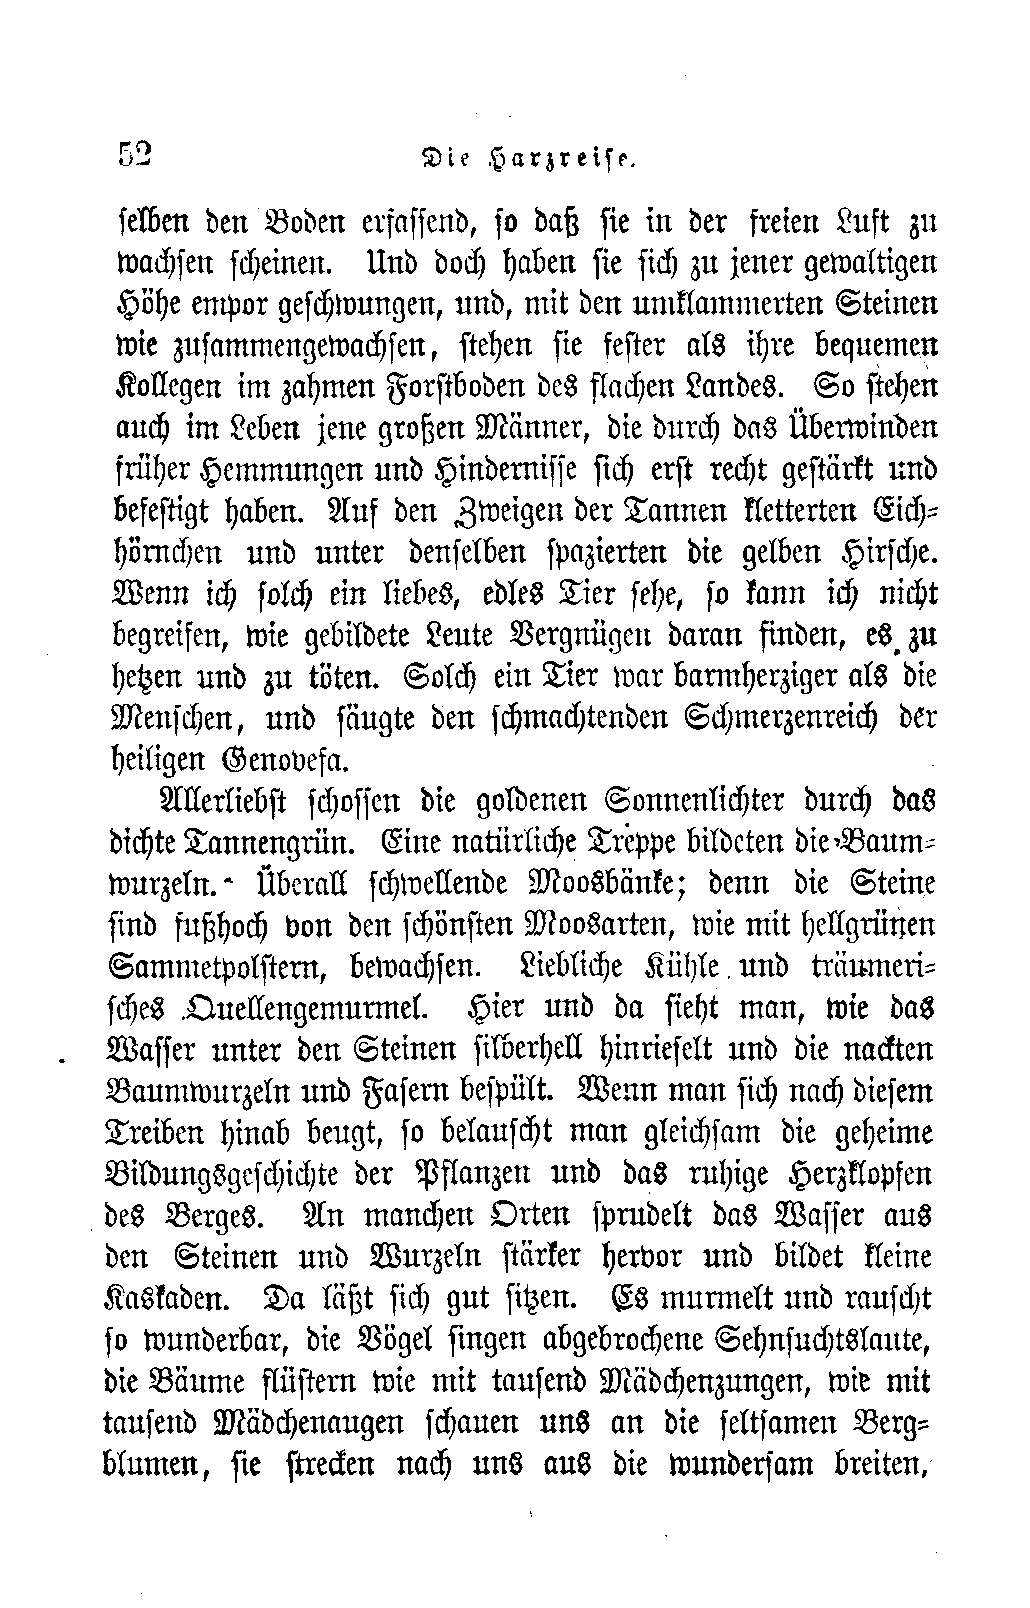 52 Die Harzreise.
selben den Boden erfassend, so daß sie in der freien Luft zu
wachsen scheinen. Und doch haben sie sich zu jener gewaltigen
Höhe empor geschwungen, und, mit den umklammerten Steinen
wie zusammengewachsen, stehen sie fester als ihre bequemen
Kollegen im zahmen Forstboden des flachen Landes. So stehen
auch im Leben jene großen Männer, die durch das Überwinden
früher Hemmungen und Hindernisse sich erst recht gestärkt und
befestigt haben. Auf den Zweigen der Tannen kletterten Eich-
hörnchen und unter denselben spazierten die gelben Hirsche.
Wenn ich solch ein liebes, edles Tier sehe, so kann ich nicht
begreifen, wie gebildete Leute Vergnügen daran finden, es zu
hetzen und zu töten. Solch ein Tier war barmherziger als die
Menschen, und säugte den schmachtenden Schmerzenreich der
heiligen Genovefa.
Allerliebst schossen die goldenen Sonnenlichter durch das
dichte Tannengrün. Eine natürliche Treppe bildeten die Baum-
wurzeln. Überall schwellende Moosbänke; denn die Steine
sind fußhoch von den schönsten Moosarten, wie mit hellgrünen
Sammetpolstern, bewachsen. Liebliche Kühle und träumeri-
sches Quellengemurmel. Hier und da sieht man, wie das
Wasser unter den Steinen silberhell hinrieselt und die nackten
Baumwurzeln und Fasern bespült. Wenn man sich nach diesem
Treiben hinab beugt, so belauscht man gleichsam die geheime
Bildungsgeschichte der Pflanzen und das ruhige Herzklopfen
des Berges. An manchen Orten sprudelt das Wasser aus
den Steinen und Wurzeln stärker hervor und bildet kleine
Kaskaden. Da läßt sich gut sitzen. Es murmelt und rauscht
so wunderbar, die Vögel singen abgebrochene Sehnsuchtslaute,
die Bäume flüstern wie mit tausend Mädchenzungen, wie mit
tausend Mädchenaugen schauen uns an die seltsamen Berg-
blumen, sie strecken nach uns aus die wundersam breiten,